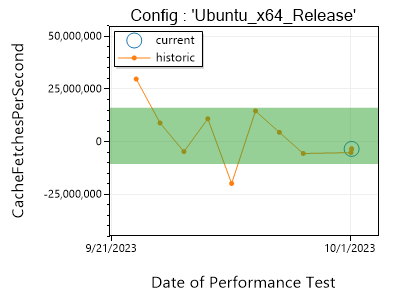 Config : 'Ubuntu_x64_Release'
50,000,000
25,000,000
0
-25,000,000
CacheFetchesPerSecond
current
historic
9/21/2023
10/1/2023
Date of Performance Test